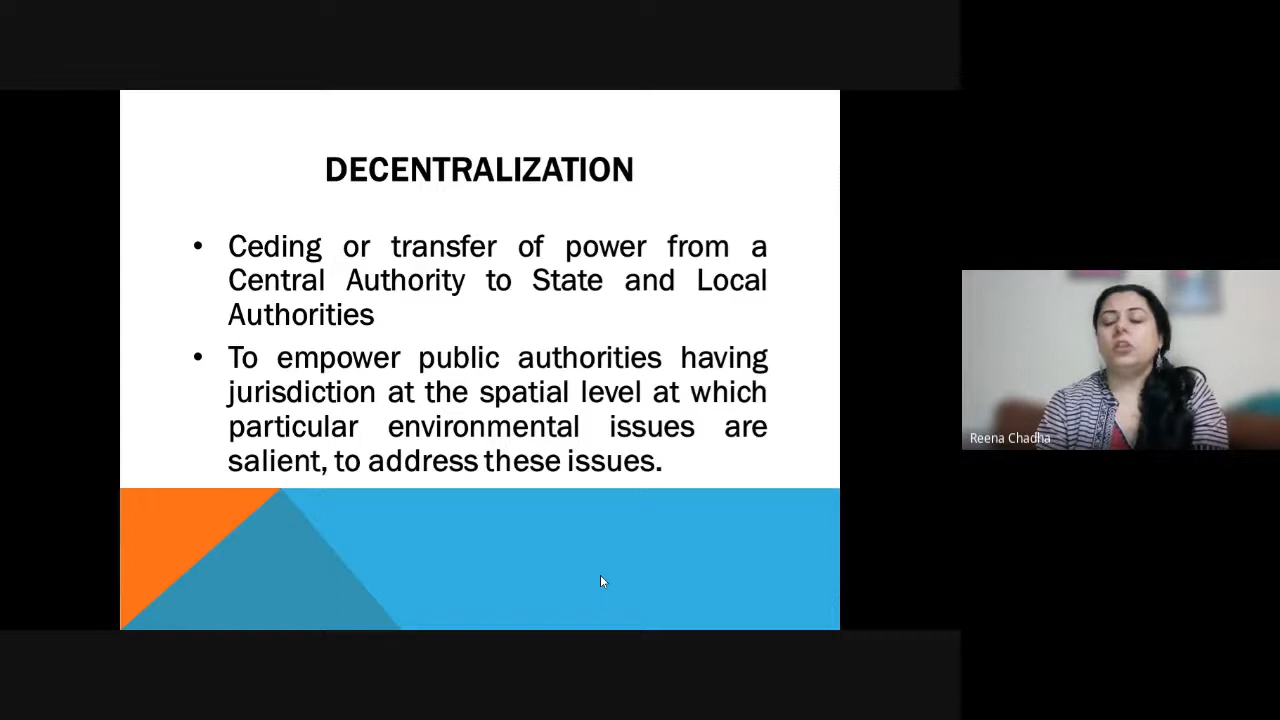 DECENTRALIZATION
• Ceding or transfer of power from a
Central Authority to State and Local
Authorities
• To empower public authorities having
jurisdiction at the spatial level at which
particular environmental issues are
salient, to address these issues.
Reena Chadha